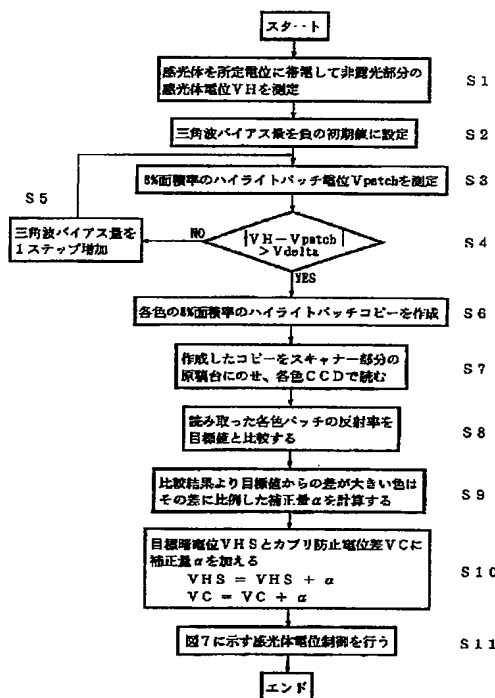 スタート
感光体を所定電位に帯電して非露光部分の
感光体電位VHを測定
S1
三角波バイアス量を負の初期値に設定
S2
S5
8%面積率のハイライトパッチ電位Vpatchを測定
S3
三角波バイアス量を
1ステップ増加
NO
|VH-Vpatch|
>Vdelta
S4
YES
各色の8%面積率のハイライトパッチコピーを作成
S6
作成したコピーをスキャナー部分の
原稿台にのせ、各色CCDで読む
S7
読み取った各色パッチの反射率を
目標値と比較する
S8
比較結果より目標値からの差が大きい色は
その差に比例した補正量αを計算する
S9
目標暗電位VHSとカブリ防止電位差VCに
補正量αを加える
VHS = VHS + α
VC = VC + α
S10
図7に示す感光体電位制御を行う
S11
エンド